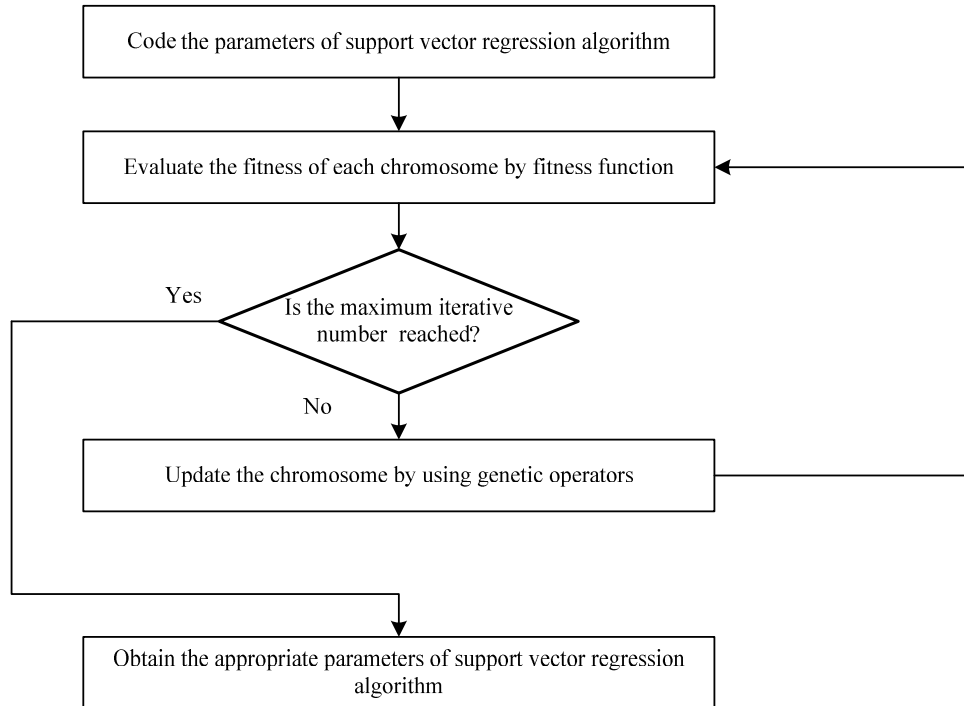 Code the parameters of support vector regression algorithm
Evaluate the fitness of each chromosome by fitness function
Yes
Is the maximum iterative
number reached?
No
Update the chromosome by using genetic operators
Obtain the appropriate parameters of support vector regression
algorithm